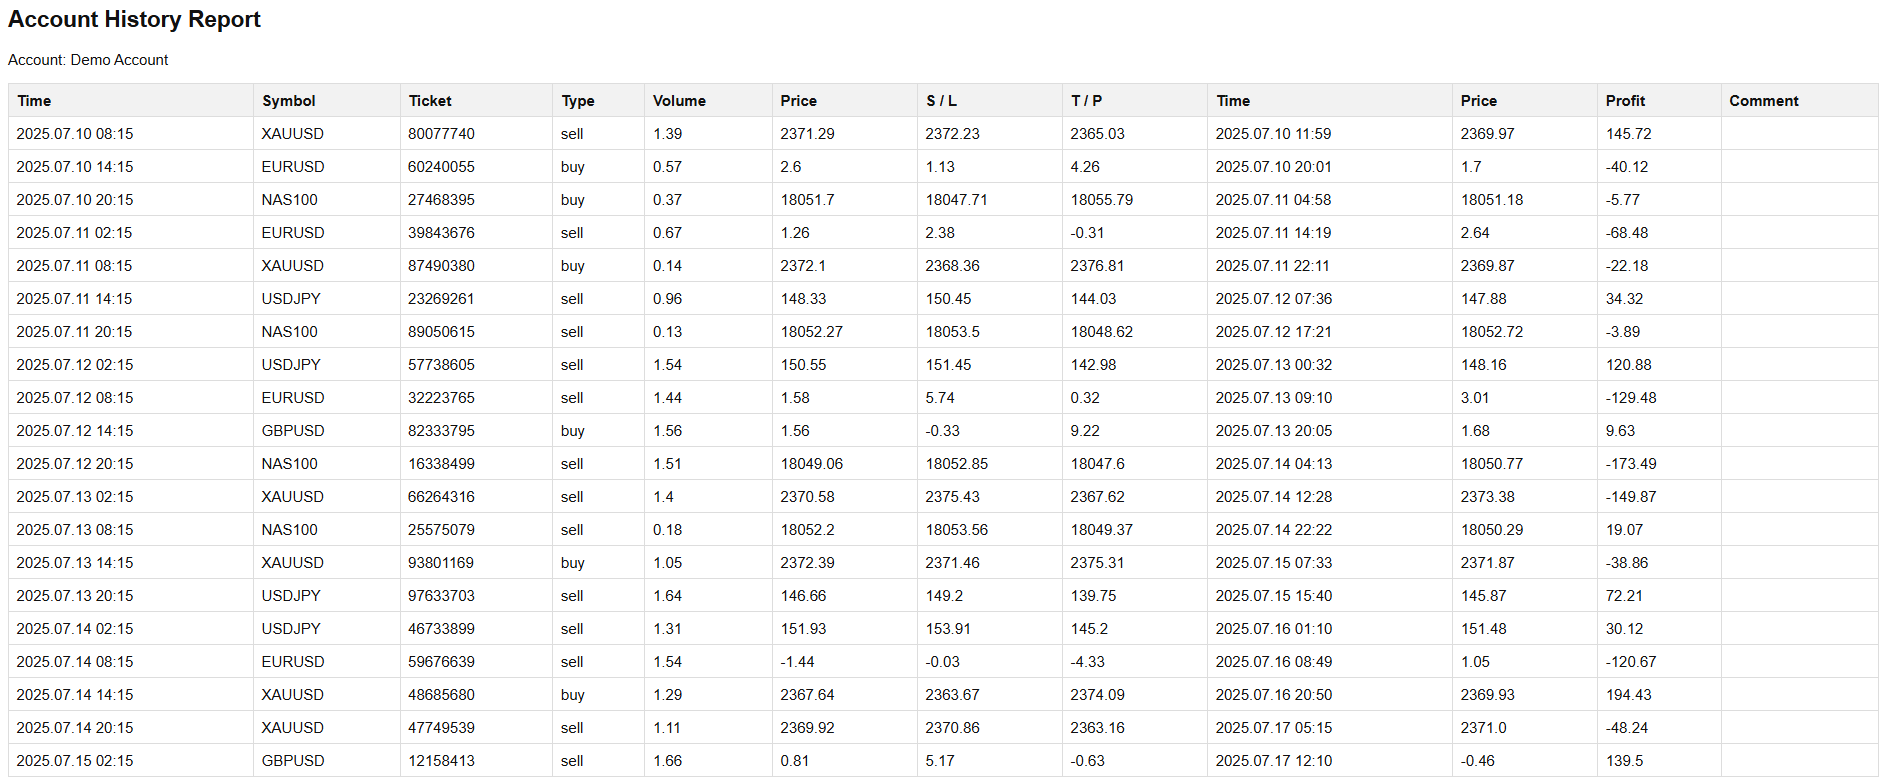 Account History Report
Account: Demo Account
Time Symbol Ticket Type Volume Price S / L T / P Time Price Profit Comment
2025.07.10 08:15 XAUUSD 80077740 sell 1.39 2371.29 2372.23 2365.03 2025.07.10 11:59 2369.97 145.72
2025.07.10 14:15 EURUSD 60240055 buy 0.57 2.6 1.13 4.26 2025.07.10 20:01 1.7 -40.12
2025.07.10 20:15 NAS100 27468395 buy 0.37 18051.7 18047.71 18055.79 2025.07.11 04:58 18051.18 -5.77
2025.07.11 02:15 EURUSD 39843676 sell 0.67 1.26 2.38 -0.31 2025.07.11 14:19 2.64 -68.48
2025.07.11 08:15 XAUUSD 87490380 buy 0.14 2372.1 2368.36 2376.81 2025.07.11 22:11 2369.87 -22.18
2025.07.11 14:15 USDJPY 23269261 sell 0.96 148.33 150.45 144.03 2025.07.12 07:36 147.88 34.32
2025.07.11 20:15 NAS100 89050615 sell 0.13 18052.27 18053.5 18048.62 2025.07.12 17:21 18052.72 -3.89
2025.07.12 02:15 USDJPY 57738605 sell 1.54 150.55 151.45 142.98 2025.07.13 00:32 148.16 120.88
2025.07.12 08:15 EURUSD 32223765 sell 1.44 1.58 5.74 0.32 2025.07.13 09:10 3.01 -129.48
2025.07.12 14:15 GBPUSD 82333795 buy 1.56 1.56 -0.33 9.22 2025.07.13 20:05 1.68 9.63
2025.07.12 20:15 NAS100 16338499 sell 1.51 18049.06 18052.85 18047.6 2025.07.14 04:13 18050.77 -173.49
2025.07.13 02:15 XAUUSD 66264316 sell 1.4 2370.58 2375.43 2367.62 2025.07.14 12:28 2373.38 -149.87
2025.07.13 08:15 NAS100 25575079 sell 0.18 18052.2 18053.56 18049.37 2025.07.14 22:22 18050.29 19.07
2025.07.13 14:15 XAUUSD 93801169 buy 1.05 2372.39 2371.46 2375.31 2025.07.15 07:33 2371.87 -38.86
2025.07.13 20:15 USDJPY 97633703 sell 1.64 146.66 149.2 139.75 2025.07.15 15:40 145.87 72.21
2025.07.14 02:15 USDJPY 46733899 sell 1.31 151.93 153.91 145.2 2025.07.16 01:10 151.48 30.12
2025.07.14 08:15 EURUSD 59676639 sell 1.54 -1.44 -0.03 -4.33 2025.07.16 08:49 1.05 -120.67
2025.07.14 14:15 XAUUSD 48685680 buy 1.29 2367.64 2363.67 2374.09 2025.07.16 20:50 2369.93 194.43
2025.07.14 20:15 XAUUSD 47749539 sell 1.11 2369.92 2370.86 2363.16 2025.07.17 05:15 2371.0 -48.24
2025.07.15 02:15 GBPUSD 12158413 sell 1.66 0.81 5.17 -0.63 2025.07.17 12:10 -0.46 139.5